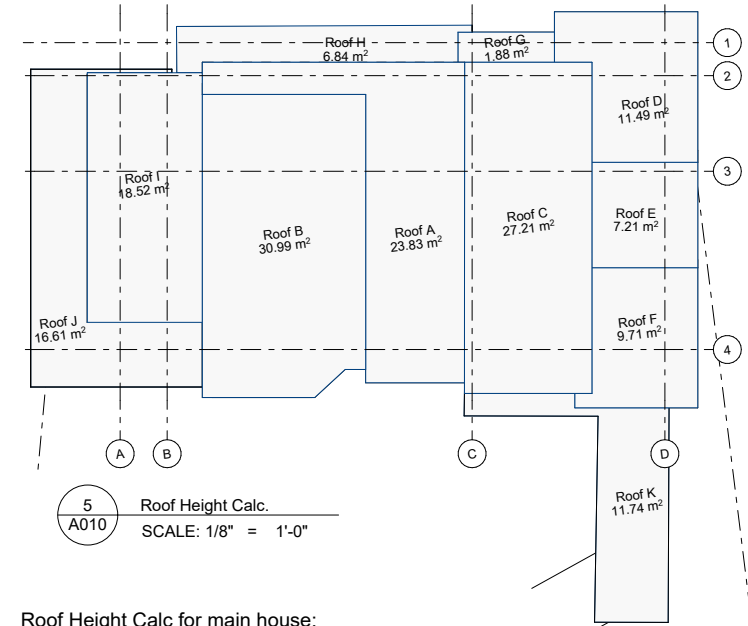 Roof H
6.84 m²
Roof G
1.88 m²
1
2
Roof D
11.49 m²
3
Roof I
18.52 m²
Roof B
30.99 m²
Roof A
23.83 m²
Roof C
27.21 m²
Roof E
7.21 m²
Roof J
16.61 m²
Roof F
9.71 m²
4
A
B
C
D
5
A010
Roof Height Calc.
SCALE: 1/8" = 1'-0"
Roof K
11.74 m²
Roof Height Calc for main house: